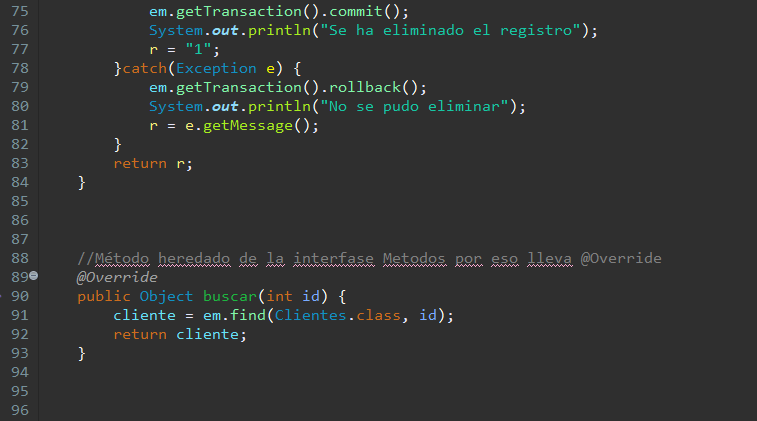 75 em.getTransaction().commit();
76 System.out.println("Se ha eliminado el registro");
77 r = "1";
78 }catch(Exception e) {
79 em.getTransaction().rollback();
80 System.out.println("No se pudo eliminar");
81 r = e.getMessage();
82 }
83 return r;
84 }
85
86
87
88 //Método heredado de la interfase Metodos por eso lleva @Override
89 @Override
90 public Object buscar(int id) {
91 cliente = em.find(Clientes.class, id);
92 return cliente;
93 }
94
95
96